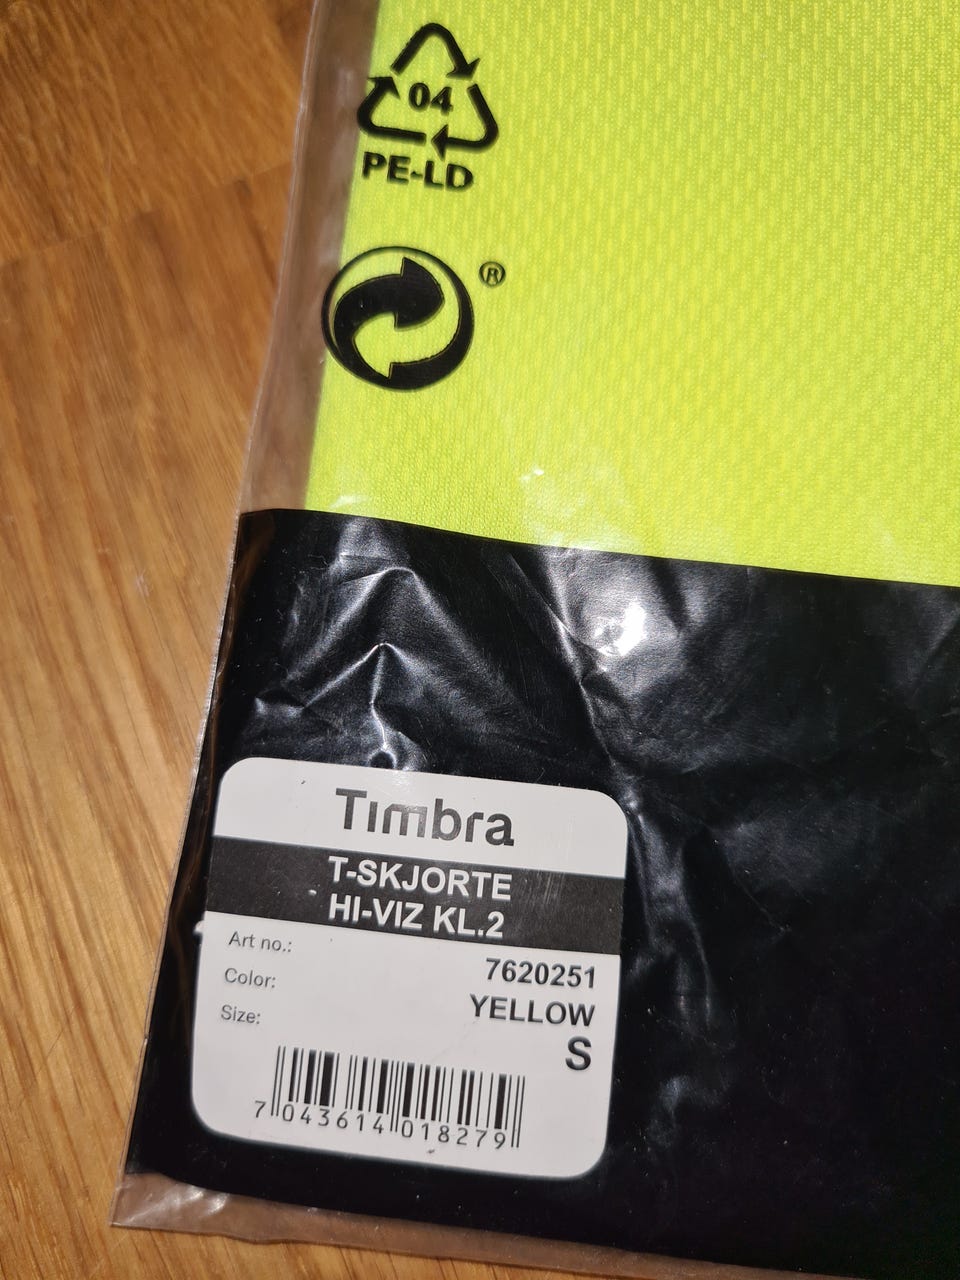 04
PE-LD
®
Timbra
T-SKJORTE
HI-VIZ KL.2
Art no.: 7620251
Color: YELLOW
Size: S
7 043614 018279